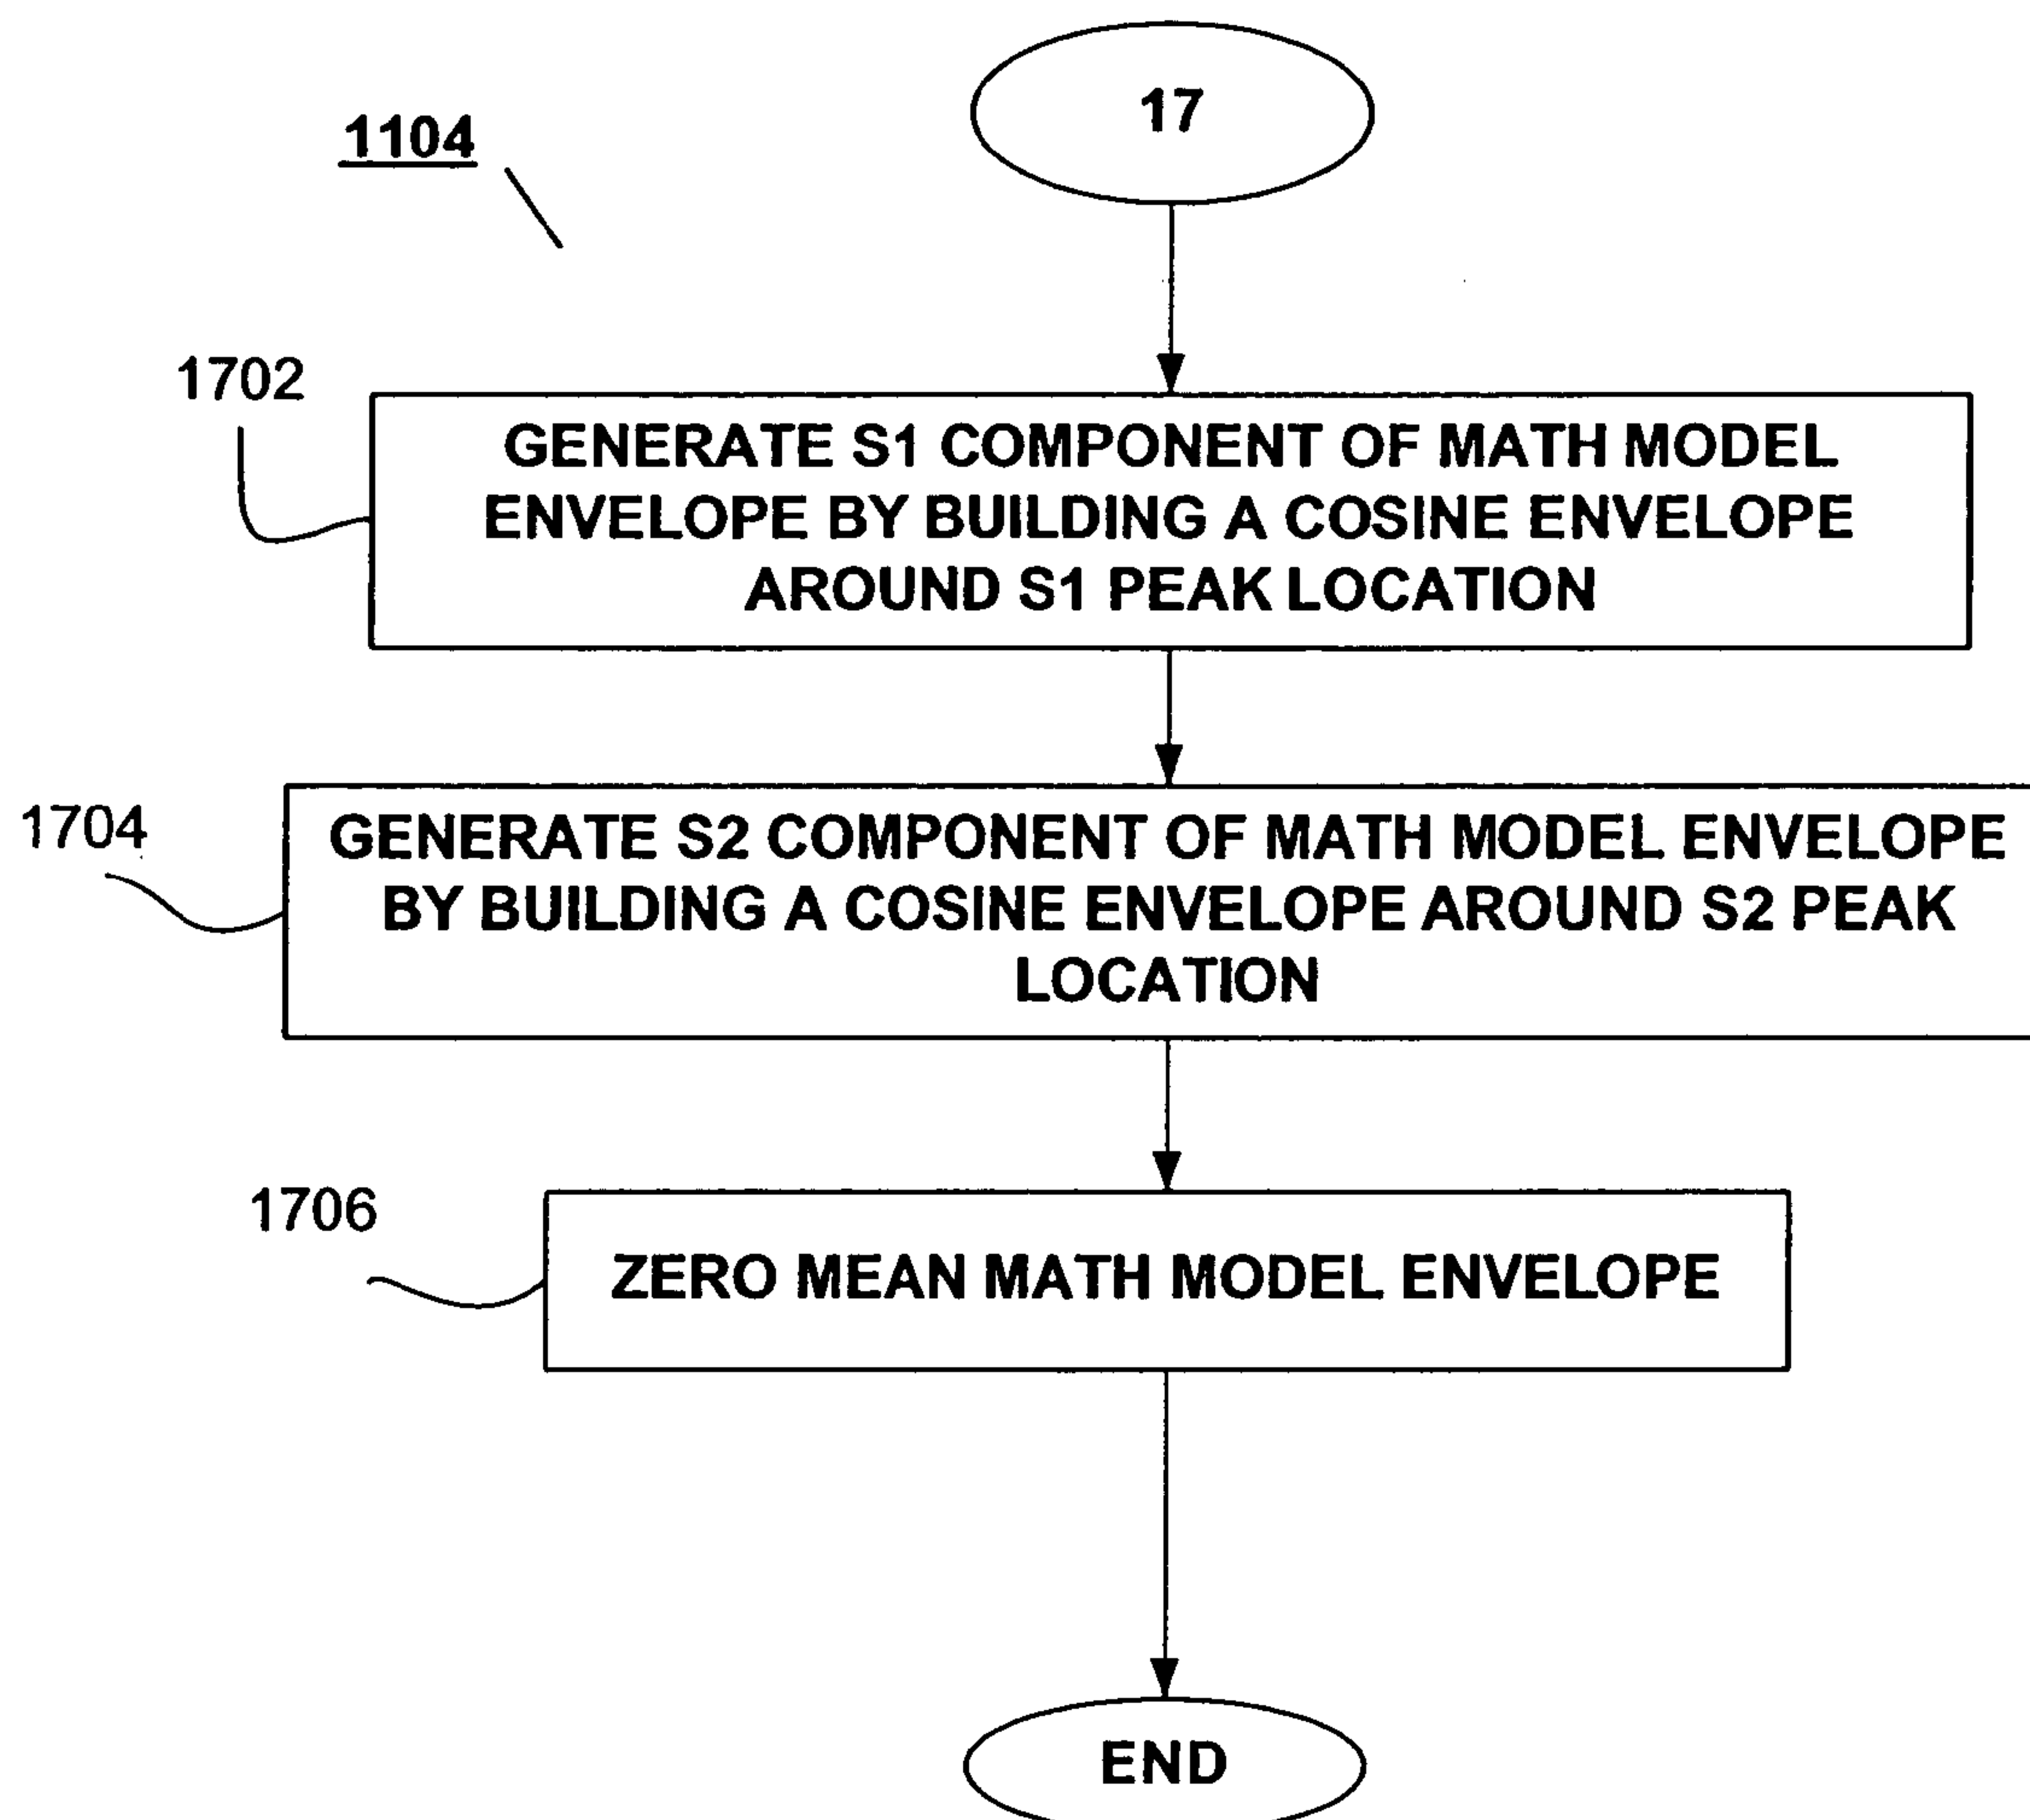 17
1104
1702
GENERATE S1 COMPONENT OF MATH MODEL
ENVELOPE BY BUILDING A COSINE ENVELOPE
AROUND S1 PEAK LOCATION
1704
GENERATE S2 COMPONENT OF MATH MODEL ENVELOPE
BY BUILDING A COSINE ENVELOPE AROUND S2 PEAK
LOCATION
1706
ZERO MEAN MATH MODEL ENVELOPE
END